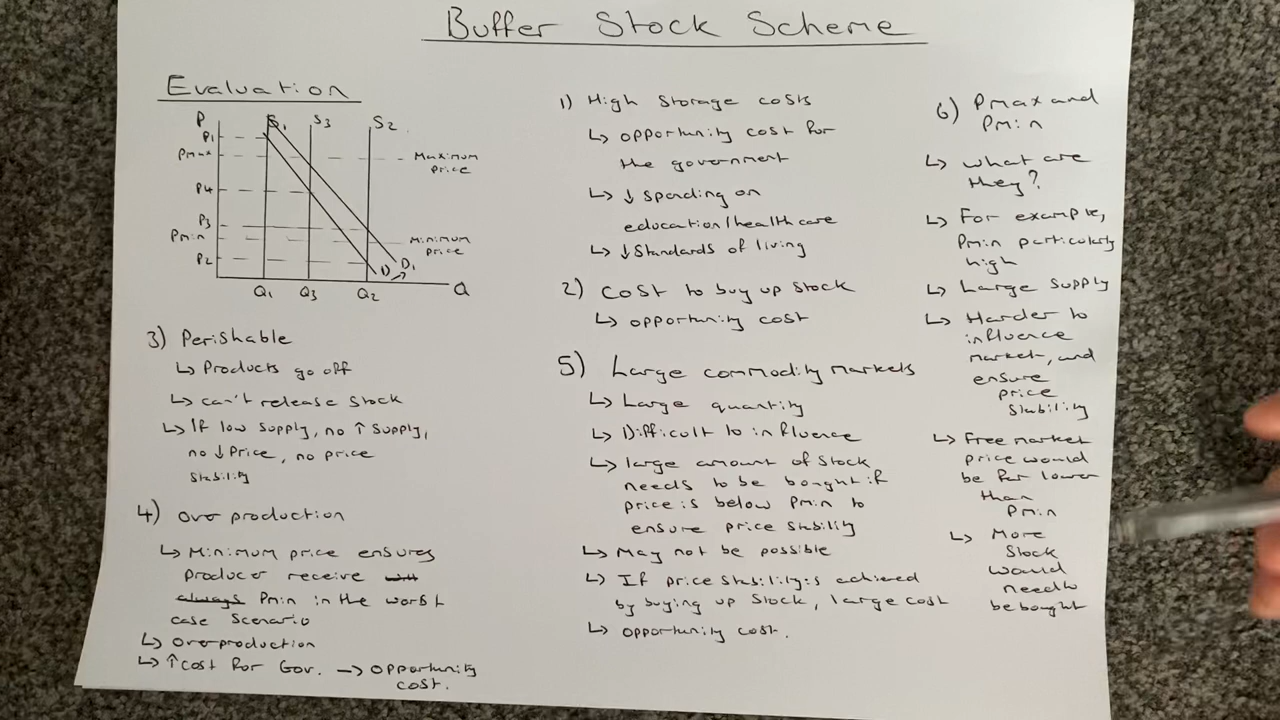 Buffer Stock Scheme
Evaluation
P
S1
S3
S2
P1
Pmax
Maximum
price
P4
P3
Pmin
Minimum
price
P2
D
D1
Q1
Q3
Q2
Q
1) High storage costs
↳ opportunity cost for
the government
↳ ↓ spending on
education/healthcare
↳ ↓ Standards of living
2) Cost to buy up stock
↳ opportunity cost
3) Perishable
↳ Products go off
↳ can't release stock
↳ If low supply, no ↑ supply,
no ↓ price, no price
stability
4) Over production
↳ Minimum price ensures
producer receive
always Pmin in the worst
case scenario
↳ overproduction
↳ ↑ cost for Gov. → opportunity
cost.
5) Large commodity markets
↳ Large quantity
↳ Difficult to influence
↳ large amount of stock
needs to be bought if
price is below Pmin to
ensure price stability
↳ May not be possible
↳ If price stability is achieved
by buying up stock, large cost
↳ opportunity cost.
6) Pmax and
Pmin
↳ what are
they?
↳ For example,
Pmin particularly
high
↳ Large supply
↳ Harder to
influence
market, and
ensure
price
stability
↳ Free market
price would
be far lower
than
Pmin
↳ More
stock
would
need to
be bought